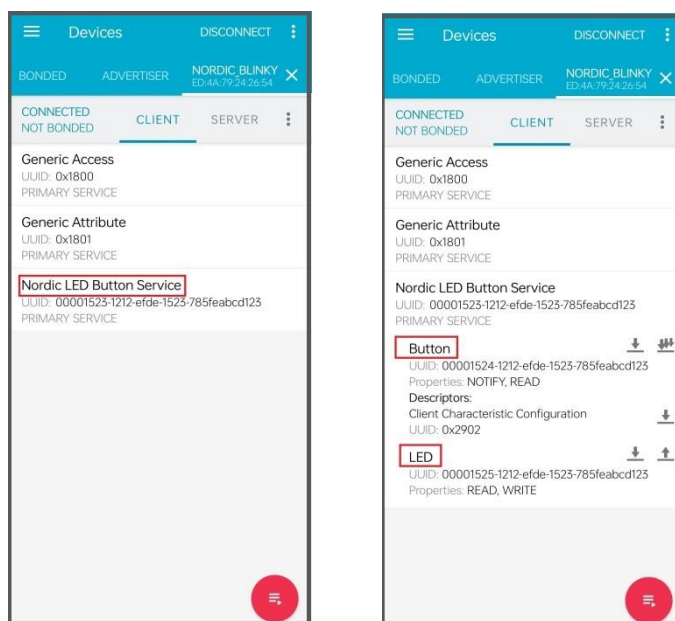 Devices
DISCONNECT
BONDED
ADVERTISER
NORDIC_BLINKY
ED:4A:79:24:26:54
CONNECTED
NOT BONDED
CLIENT
SERVER
Generic Access
UUID: 0x1800
PRIMARY SERVICE
Generic Attribute
UUID: 0x1801
PRIMARY SERVICE
Nordic LED Button Service
UUID: 00001523-1212-efde-1523-785feabcd123
PRIMARY SERVICE
Devices
DISCONNECT
BONDED
ADVERTISER
NORDIC_BLINKY
ED:4A:79:24:26:54
CONNECTED
NOT BONDED
CLIENT
SERVER
Generic Access
UUID: 0x1800
PRIMARY SERVICE
Generic Attribute
UUID: 0x1801
PRIMARY SERVICE
Nordic LED Button Service
UUID: 00001523-1212-efde-1523-785feabcd123
PRIMARY SERVICE
Button
UUID: 00001524-1212-efde-1523-785feabcd123
Properties: NOTIFY, READ
Descriptors:
Client Characteristic Configuration
UUID: 0x2902
LED
UUID: 00001525-1212-efde-1523-785feabcd123
Properties: READ, WRITE